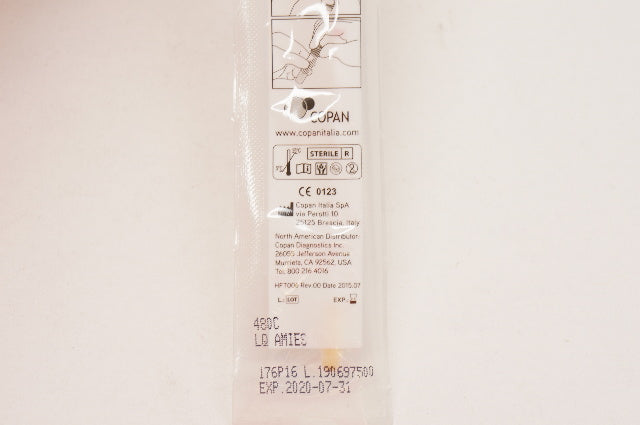 COPAN
www.copanitalia.com
STERILE R
2
CE 0123
Copan Italia SpA
via Perotti 10
25125 Brescia, Italy
North American Distributor:
Copan Diagnostics Inc.
26055 Jefferson Avenue
Murrieta, CA 92562, USA
Tel. 800 216 4016
HPT006 Rev.00 Date 2015.07
L.: LOT EXP.:
480C
LQ AMIES
176P16 L.190697500
EXP.2020-07-31